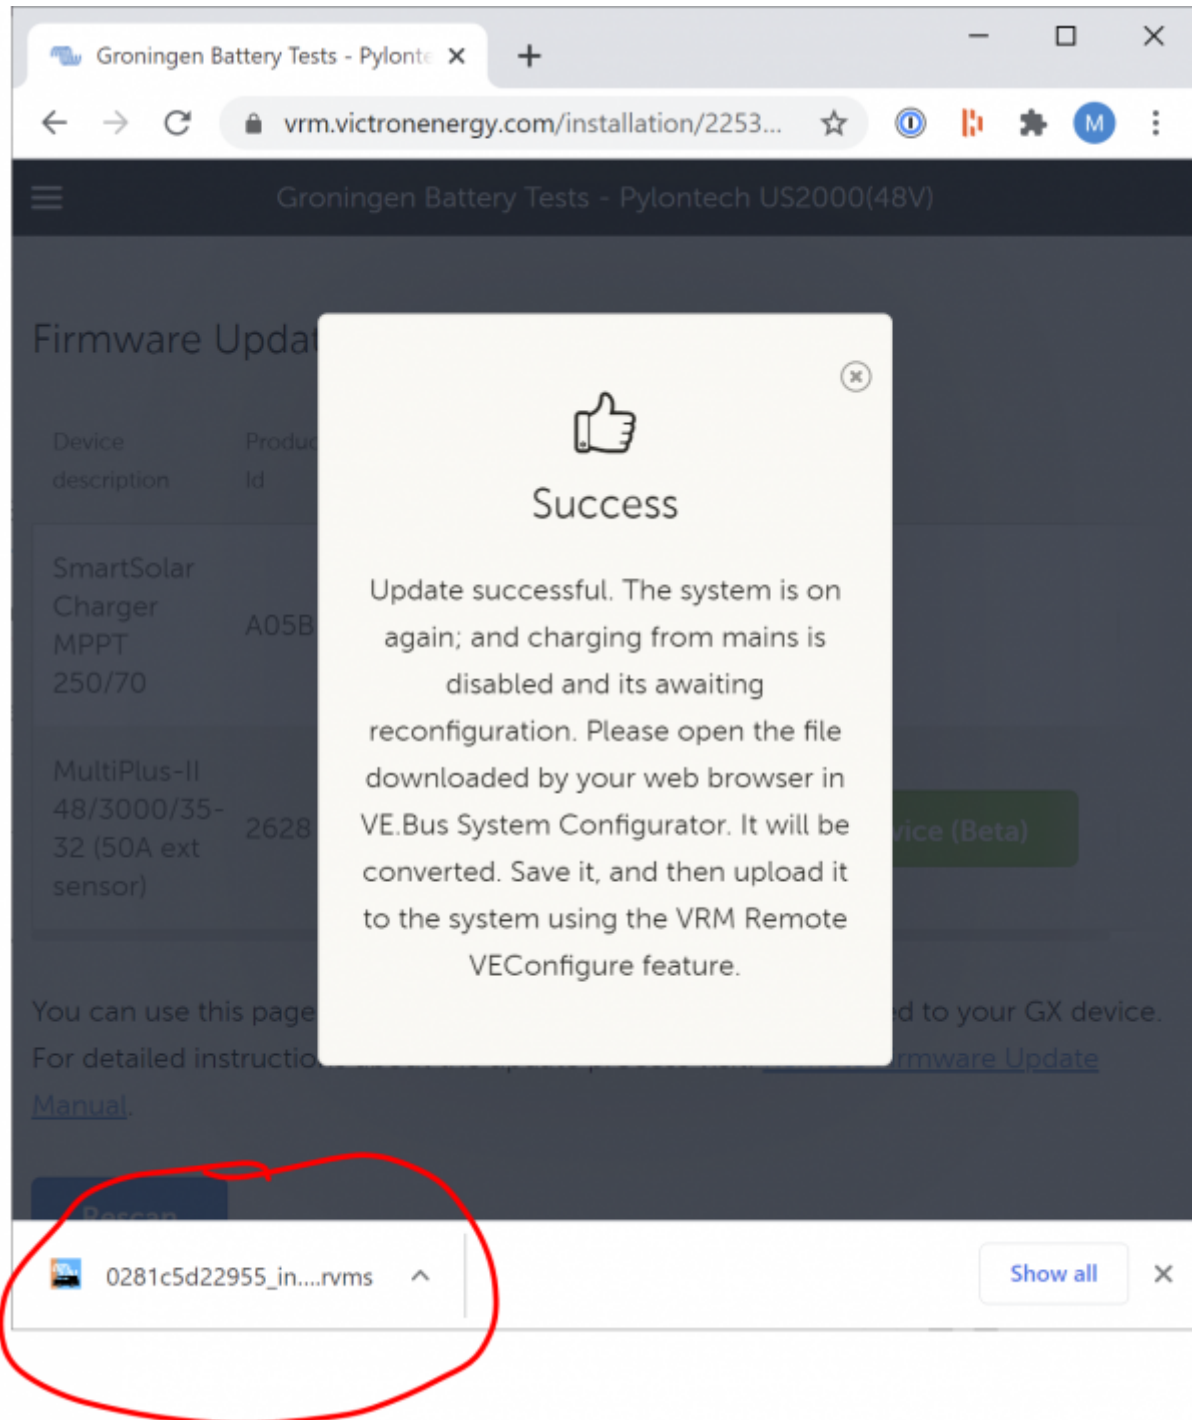 Groningen Battery Tests - Pylonte
vrm.victronenergy.com/installation/2253...
M
Groningen Battery Tests - Pylontech US2000(48V)
Firmware Updat
Device
description
Produc
Id
SmartSolar
Charger
MPPT
250/70
A05B
MultiPlus-II
48/3000/35-
32 (50A ext
sensor)
2628
vice (Beta)
Success
Update successful. The system is on
again; and charging from mains is
disabled and its awaiting
reconfiguration. Please open the file
downloaded by your web browser in
VE.Bus System Configurator. It will be
converted. Save it, and then upload it
to the system using the VRM Remote
VEConfigure feature.
You can use this page
ed to your GX device.
For detailed instruction
rmware Update
Manual.
Rescan
0281c5d22955_in....rvms
Show all